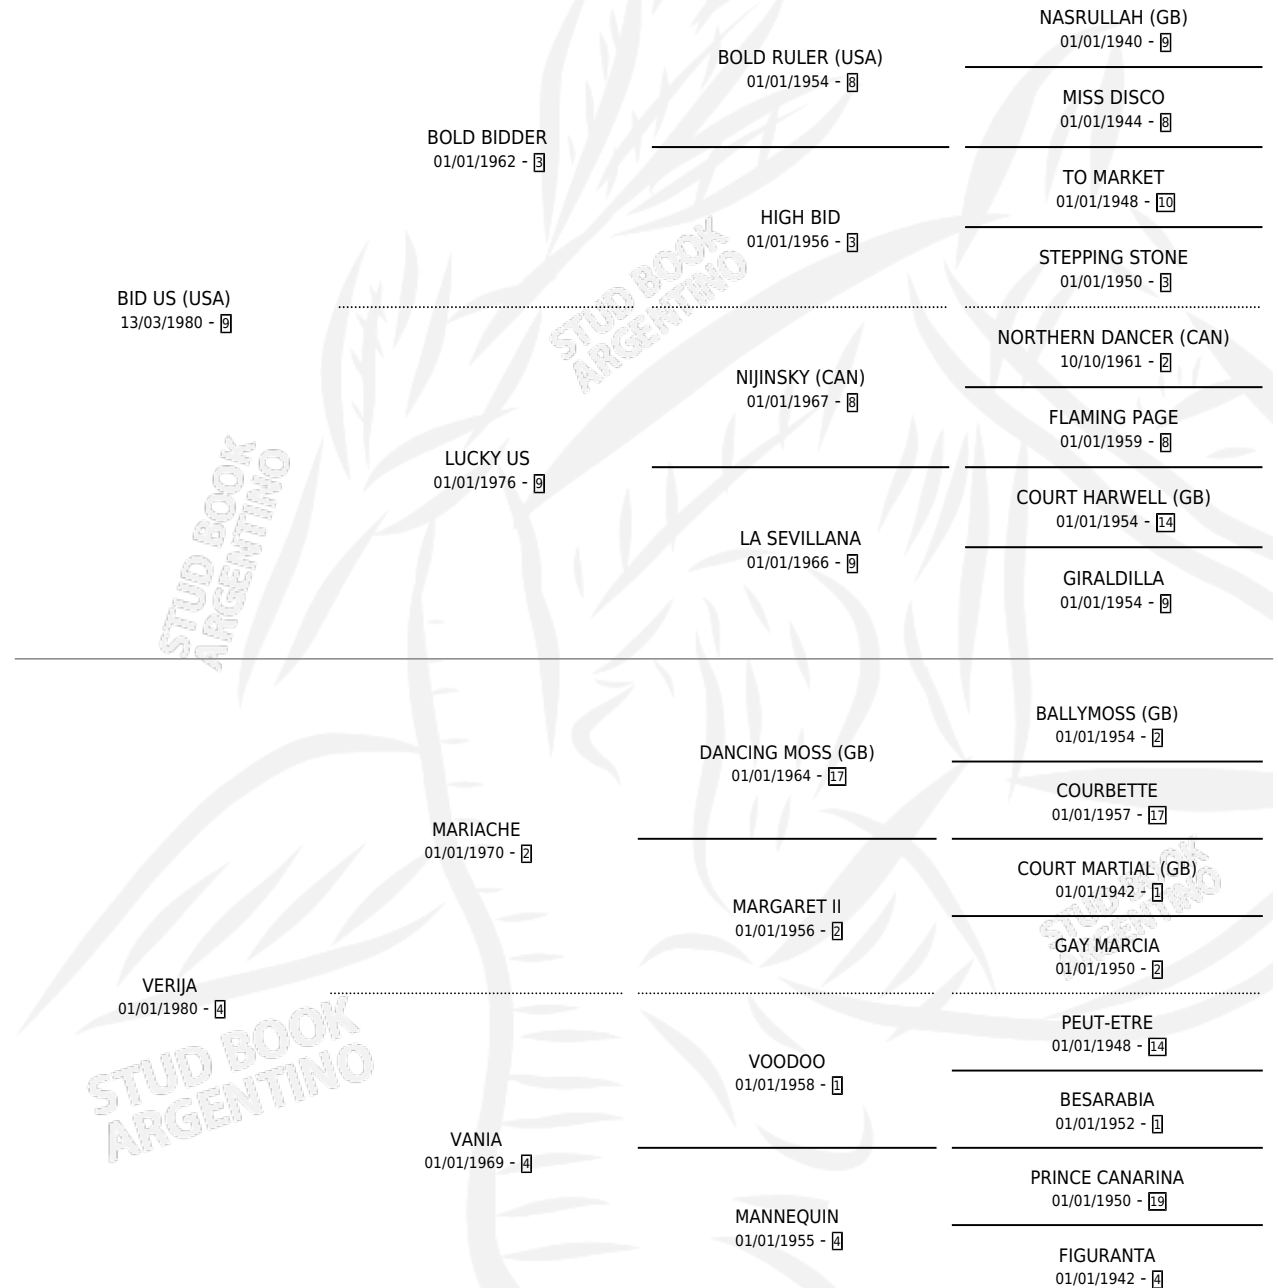 NASRULLAH (GB)
01/01/1940 - 9
BOLD RULER (USA)
01/01/1954 - 8
MISS DISCO
01/01/1944 - 8
BOLD BIDDER
01/01/1962 - 3
TO MARKET
01/01/1948 - 10
HIGH BID
01/01/1956 - 3
STEPPING STONE
01/01/1950 - 3
BID US (USA)
13/03/1980 - 9
NORTHERN DANCER (CAN)
10/10/1961 - 2
NIJINSKY (CAN)
01/01/1967 - 8
FLAMING PAGE
01/01/1959 - 8
LUCKY US
01/01/1976 - 9
COURT HARWELL (GB)
01/01/1954 - 14
LA SEVILLANA
01/01/1966 - 9
GIRALDILLA
01/01/1954 - 9
BALLYMOSS (GB)
01/01/1954 - 2
DANCING MOSS (GB)
01/01/1964 - 17
COURBETTE
01/01/1957 - 17
MARIACHE
01/01/1970 - 2
COURT MARTIAL (GB)
01/01/1942 - 1
MARGARET II
01/01/1956 - 2
GAY MARCIA
01/01/1950 - 2
VERIJA
01/01/1980 - 4
PEUT-ETRE
01/01/1948 - 14
VOODOO
01/01/1958 - 1
BESARABIA
01/01/1952 - 1
VANIA
01/01/1969 - 4
PRINCE CANARINA
01/01/1950 - 19
MANNEQUIN
01/01/1955 - 4
FIGURANTA
01/01/1942 - 4
STUD BOOK
ARGENTINO
STUD BOOK
ARGENTINO
STUD BOOK
ARGENTINO
STUD BOOK
ARGENTINO